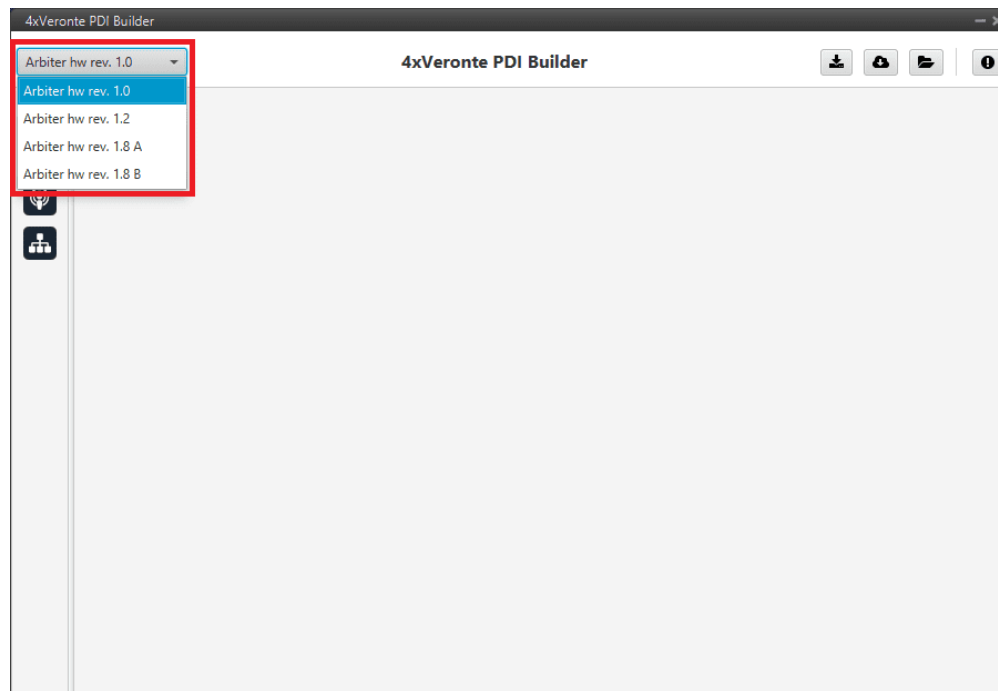 4xVeronte PDI Builder
Arbiter hw rev. 1.0
4xVeronte PDI Builder
Arbiter hw rev. 1.0
Arbiter hw rev. 1.2
Arbiter hw rev. 1.8 A
Arbiter hw rev. 1.8 B